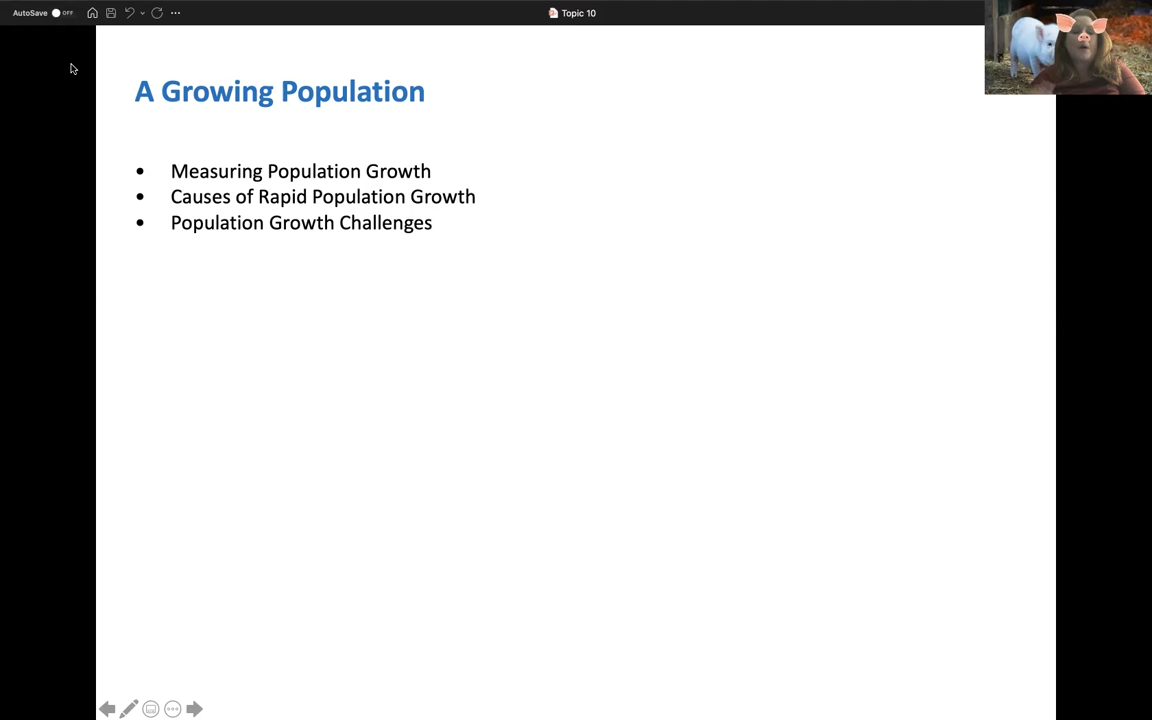 AutoSave OFF
Topic 10
A Growing Population
• Measuring Population Growth
• Causes of Rapid Population Growth
• Population Growth Challenges